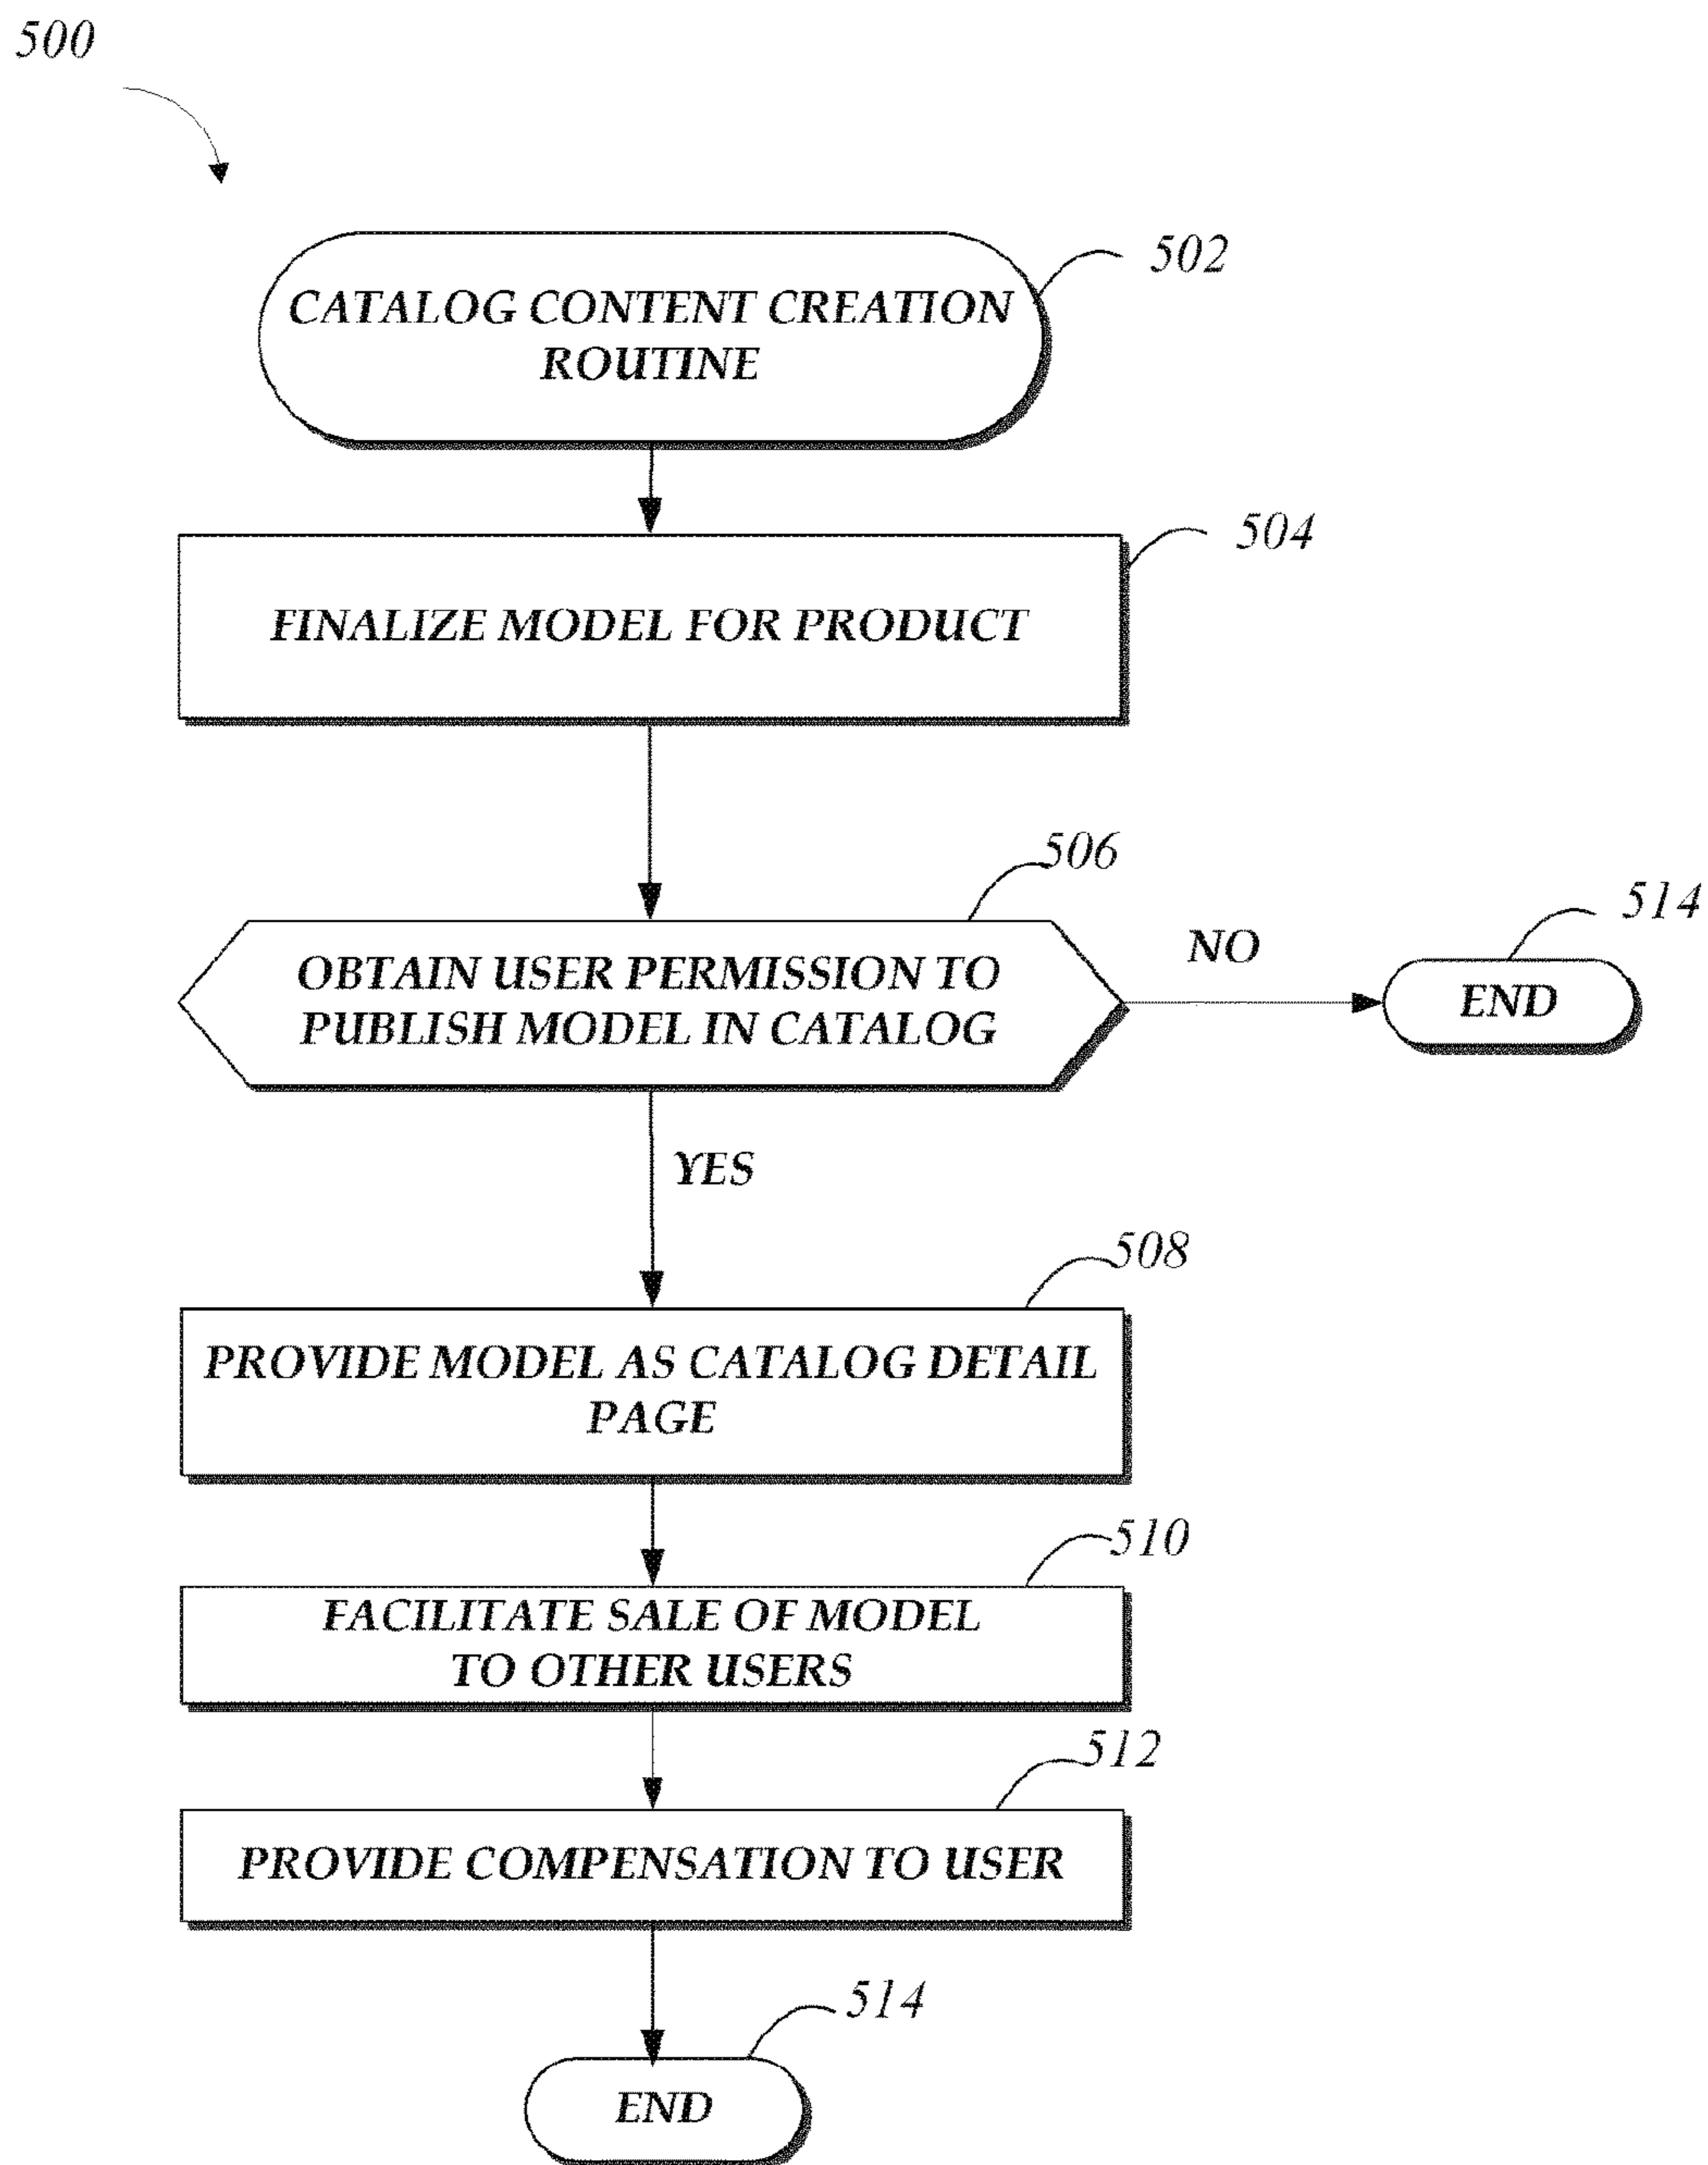 500
502
CATALOG CONTENT CREATION
ROUTINE
504
FINALIZE MODEL FOR PRODUCT
506
OBTAIN USER PERMISSION TO
PUBLISH MODEL IN CATALOG
NO
514
END
YES
508
PROVIDE MODEL AS CATALOG DETAIL
PAGE
510
FACILITATE SALE OF MODEL
TO OTHER USERS
512
PROVIDE COMPENSATION TO USER
514
END